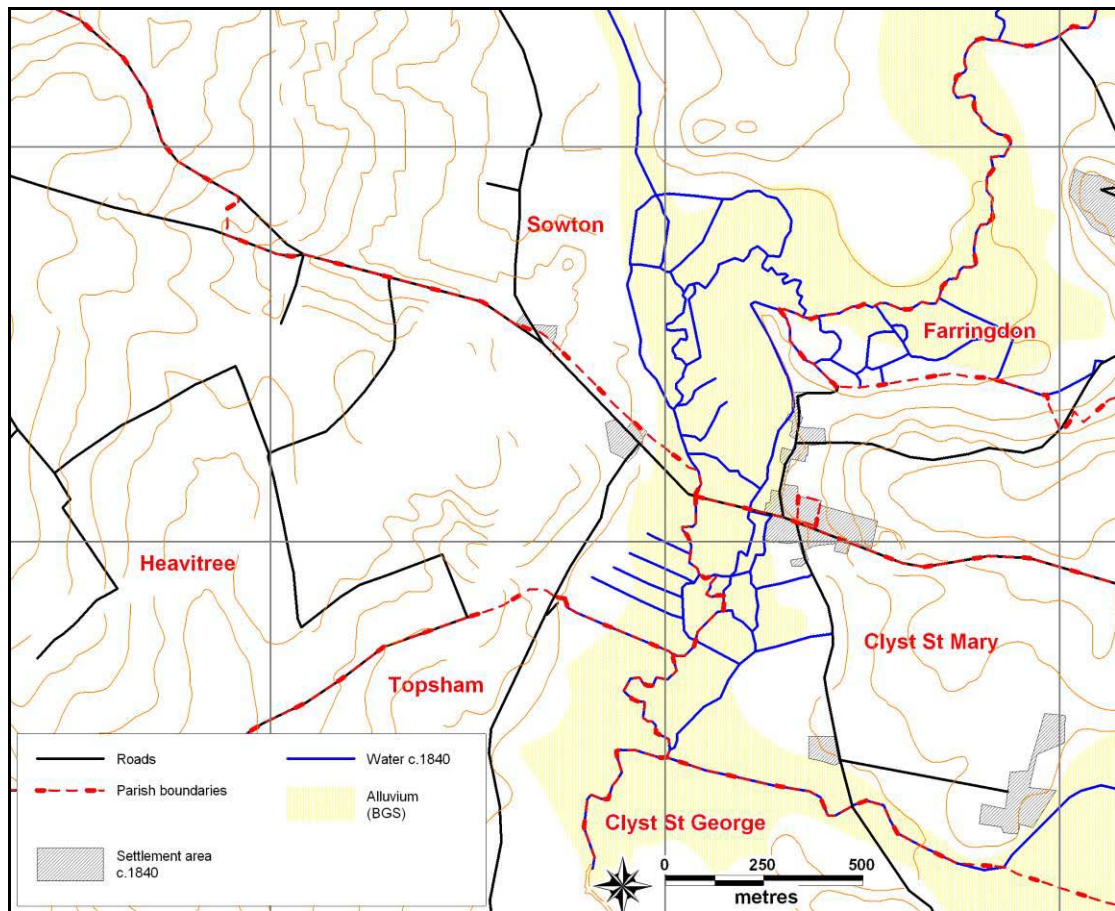 Sowton
Farringdon
Heavitree
Clyst St Mary
Topsham
Clyst St George
Roads
Parish boundaries
Settlement area
c.1840
Water c.1840
Alluvium
(BGS)
0 250 500
metres